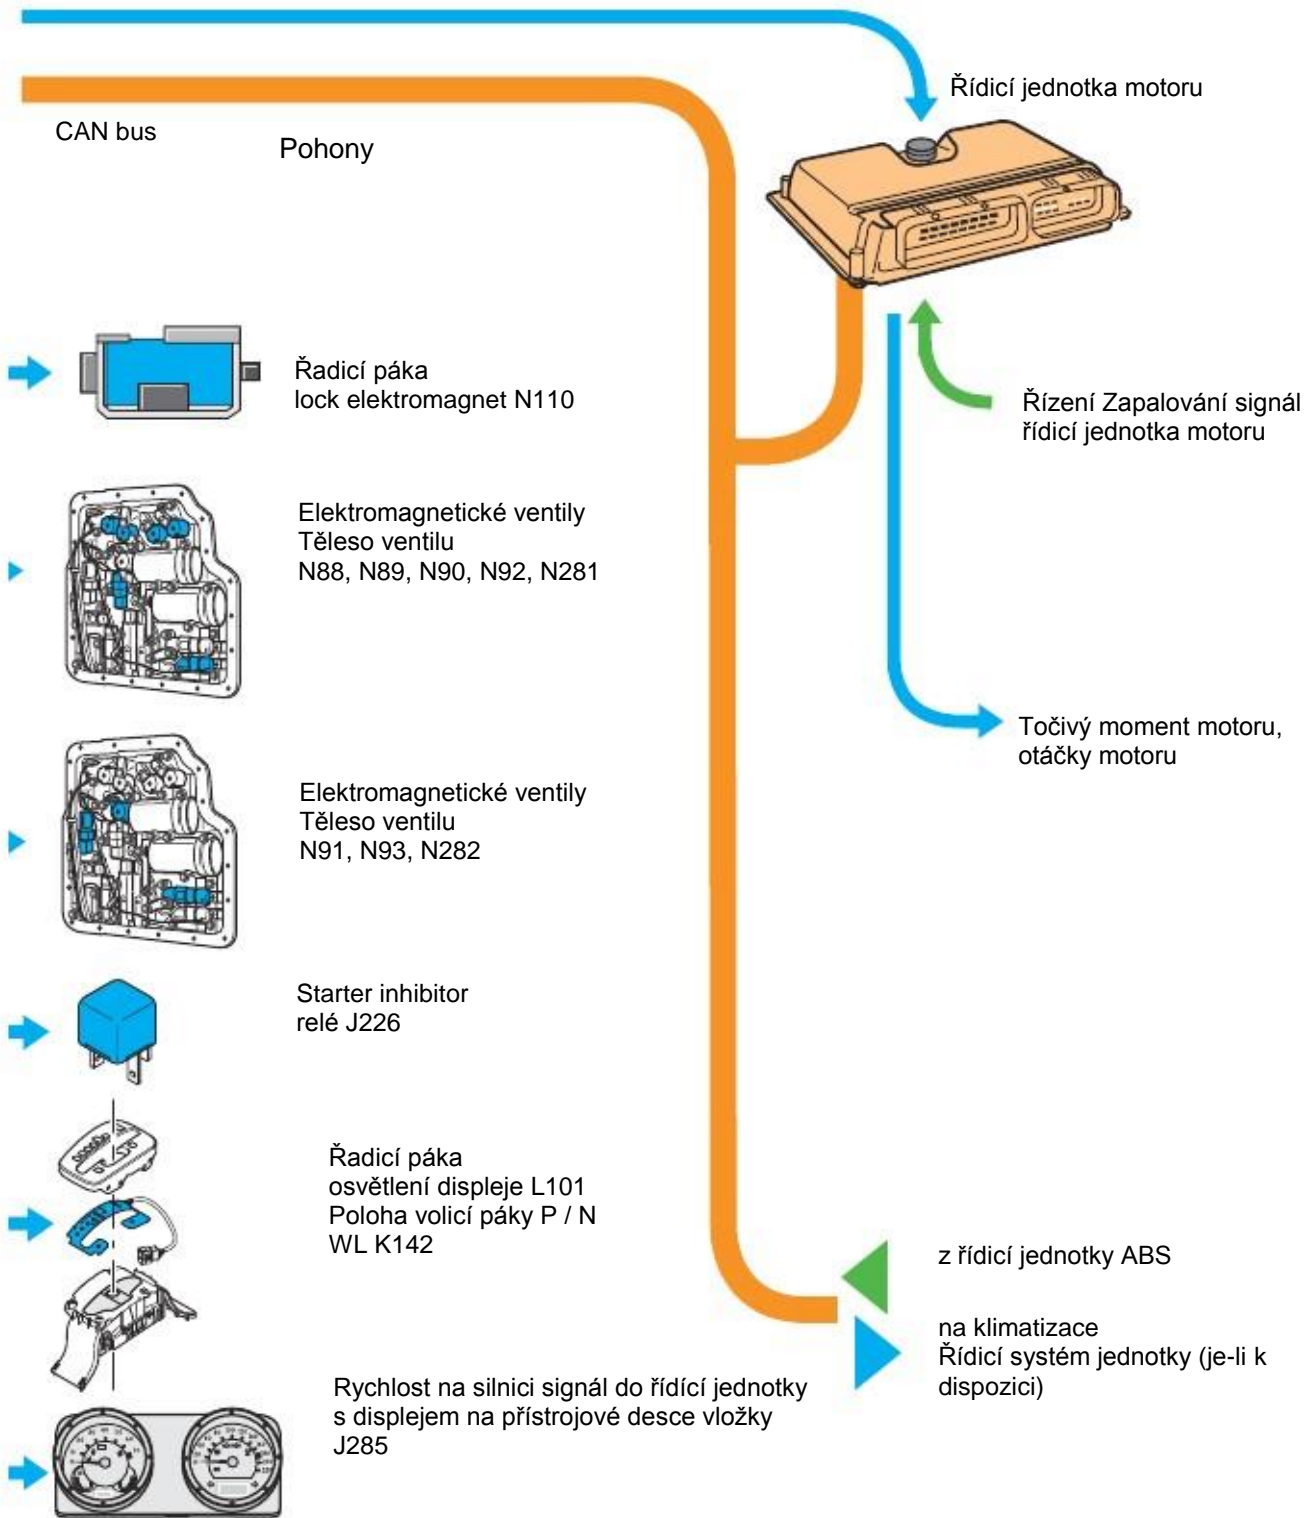 Řídicí jednotka motoru
CAN bus
Pohony
Řadicí páka
lock elektromagnet N110
Řízení Zapalování signál
řídicí jednotka motoru
Elektromagnetické ventily
Těleso ventilu
N88, N89, N90, N92, N281
Točivý moment motoru,
otáčky motoru
Elektromagnetické ventily
Těleso ventilu
N91, N93, N282
Starter inhibitor
relé J226
Řadicí páka
osvětlení displeje L101
Poloha volicí páky P / N
WL K142
z řídicí jednotky ABS
na klimatizace
Řídicí systém jednotky (je-li k
dispozici)
Rychlost na silnici signál do řídící jednotky
s displejem na přístrojové desce vložky
J285